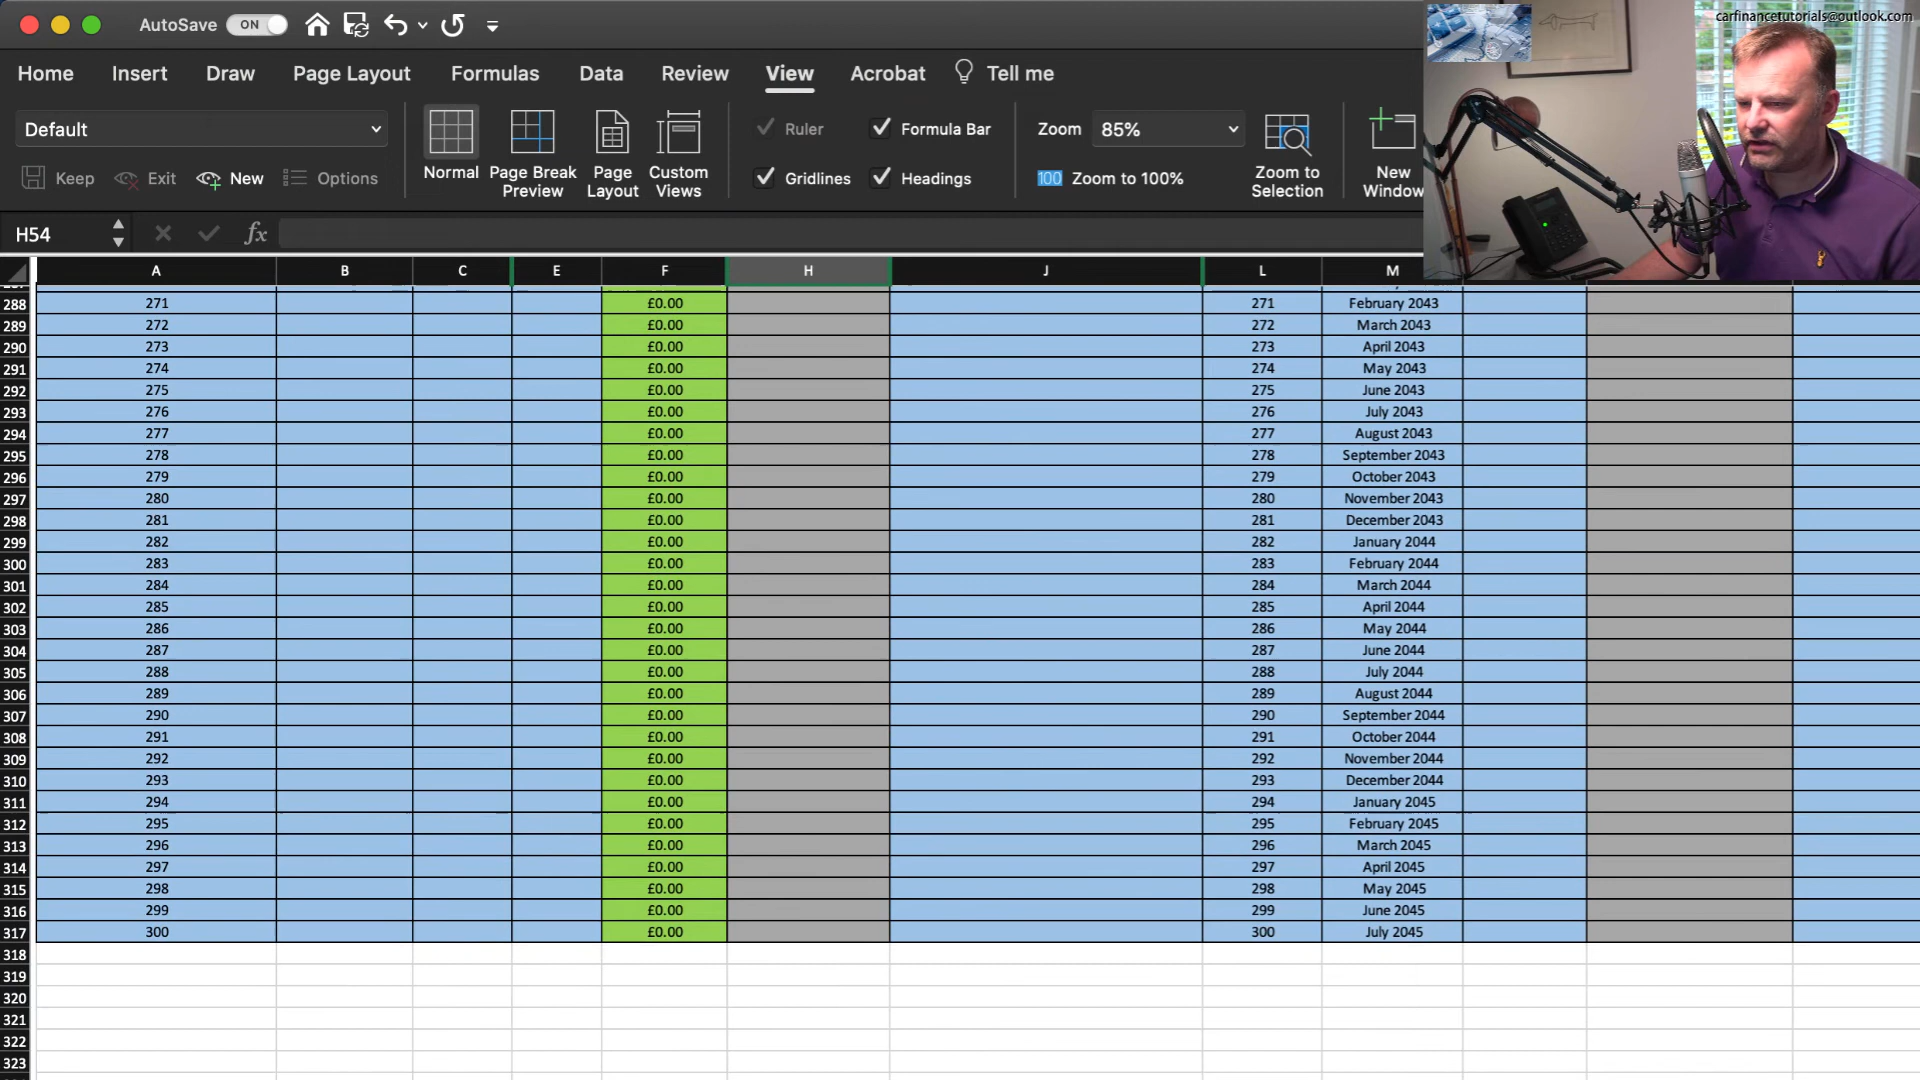 AutoSave ON
carfinancetutorials@outlook.com
Home Insert Draw Page Layout Formulas Data Review View Acrobat Tell me
Default
Keep Exit New Options
Normal
Page Break Preview
Page Layout
Custom Views
Ruler Formula Bar
Gridlines Headings
Zoom 85%
100 Zoom to 100%
Zoom to Selection
New Window
H54 fx
A B C E F H J L M
288 271 £0.00 271 February 2043
289 272 £0.00 272 March 2043
290 273 £0.00 273 April 2043
291 274 £0.00 274 May 2043
292 275 £0.00 275 June 2043
293 276 £0.00 276 July 2043
294 277 £0.00 277 August 2043
295 278 £0.00 278 September 2043
296 279 £0.00 279 October 2043
297 280 £0.00 280 November 2043
298 281 £0.00 281 December 2043
299 282 £0.00 282 January 2044
300 283 £0.00 283 February 2044
301 284 £0.00 284 March 2044
302 285 £0.00 285 April 2044
303 286 £0.00 286 May 2044
304 287 £0.00 287 June 2044
305 288 £0.00 288 July 2044
306 289 £0.00 289 August 2044
307 290 £0.00 290 September 2044
308 291 £0.00 291 October 2044
309 292 £0.00 292 November 2044
310 293 £0.00 293 December 2044
311 294 £0.00 294 January 2045
312 295 £0.00 295 February 2045
313 296 £0.00 296 March 2045
314 297 £0.00 297 April 2045
315 298 £0.00 298 May 2045
316 299 £0.00 299 June 2045
317 300 £0.00 300 July 2045
318
319
320
321
322
323